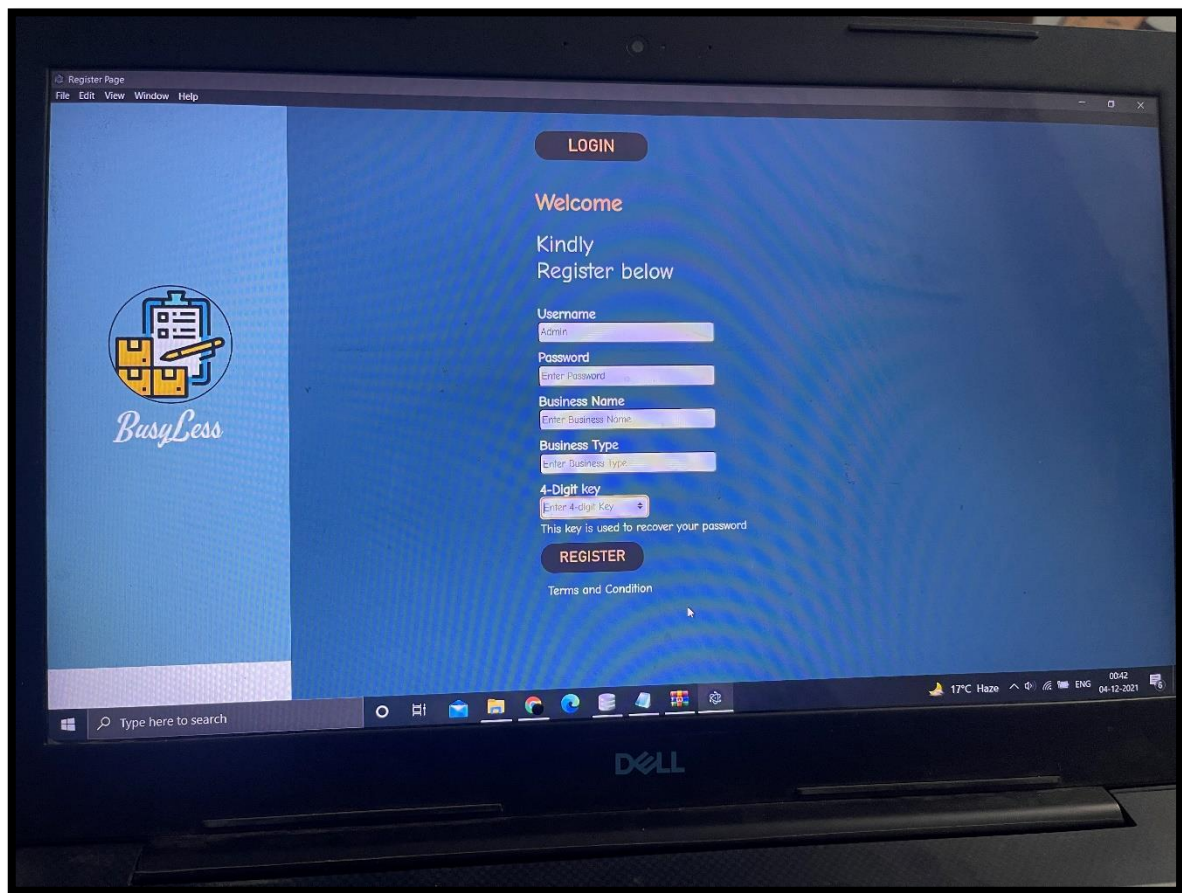 Register Page
File Edit View Window Help
LOGIN
Welcome
Kindly
Register below
Username
Admin
Password
Enter Password
Business Name
Enter Business Name
Business Type
Enter Business Type
4-Digit key
Enter 4-digit Key
This key is used to recover your password
REGISTER
Terms and Condition
BusyLess
Type here to search
17°C Haze ENG 00:42
04-12-2021
6
DELL